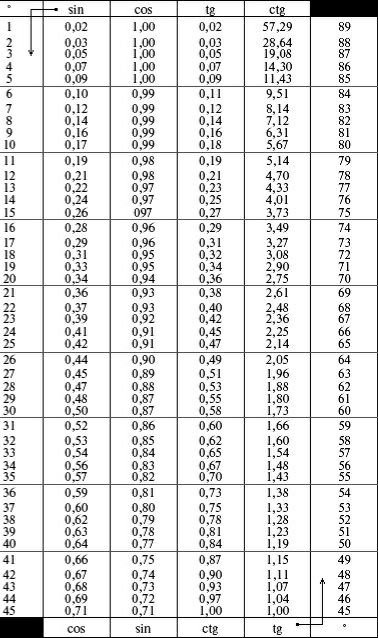 ° sin cos tg ctg
1 0,02 1,00 0,02 57,29 89
2 0,03 1,00 0,03 28,64 88
3 0,05 1,00 0,05 19,08 87
4 0,07 1,00 0,07 14,30 86
5 0,09 1,00 0,09 11,43 85
6 0,10 0,99 0,11 9,51 84
7 0,12 0,99 0,12 8,14 83
8 0,14 0,99 0,14 7,12 82
9 0,16 0,99 0,16 6,31 81
10 0,17 0,99 0,18 5,67 80
11 0,19 0,98 0,19 5,14 79
12 0,21 0,98 0,21 4,70 78
13 0,22 0,97 0,23 4,33 77
14 0,24 0,97 0,25 4,01 76
15 0,26 097 0,27 3,73 75
16 0,28 0,96 0,29 3,49 74
17 0,29 0,96 0,31 3,27 73
18 0,31 0,95 0,32 3,08 72
19 0,33 0,95 0,34 2,90 71
20 0,34 0,94 0,36 2,75 70
21 0,36 0,93 0,38 2,61 69
22 0,37 0,93 0,40 2,48 68
23 0,39 0,92 0,42 2,36 67
24 0,41 0,91 0,45 2,25 66
25 0,42 0,91 0,47 2,14 65
26 0,44 0,90 0,49 2,05 64
27 0,45 0,89 0,51 1,96 63
28 0,47 0,88 0,53 1,88 62
29 0,48 0,87 0,55 1,80 61
30 0,50 0,87 0,58 1,73 60
31 0,52 0,86 0,60 1,66 59
32 0,53 0,85 0,62 1,60 58
33 0,54 0,84 0,65 1,54 57
34 0,56 0,83 0,67 1,48 56
35 0,57 0,82 0,70 1,43 55
36 0,59 0,81 0,73 1,38 54
37 0,60 0,80 0,75 1,33 53
38 0,62 0,79 0,78 1,28 52
39 0,63 0,78 0,81 1,23 51
40 0,64 0,77 0,84 1,19 50
41 0,66 0,75 0,87 1,15 49
42 0,67 0,74 0,90 1,11 48
43 0,68 0,73 0,93 1,07 47
44 0,69 0,72 0,97 1,04 46
45 0,71 0,71 1,00 1,00 45
cos sin ctg tg °